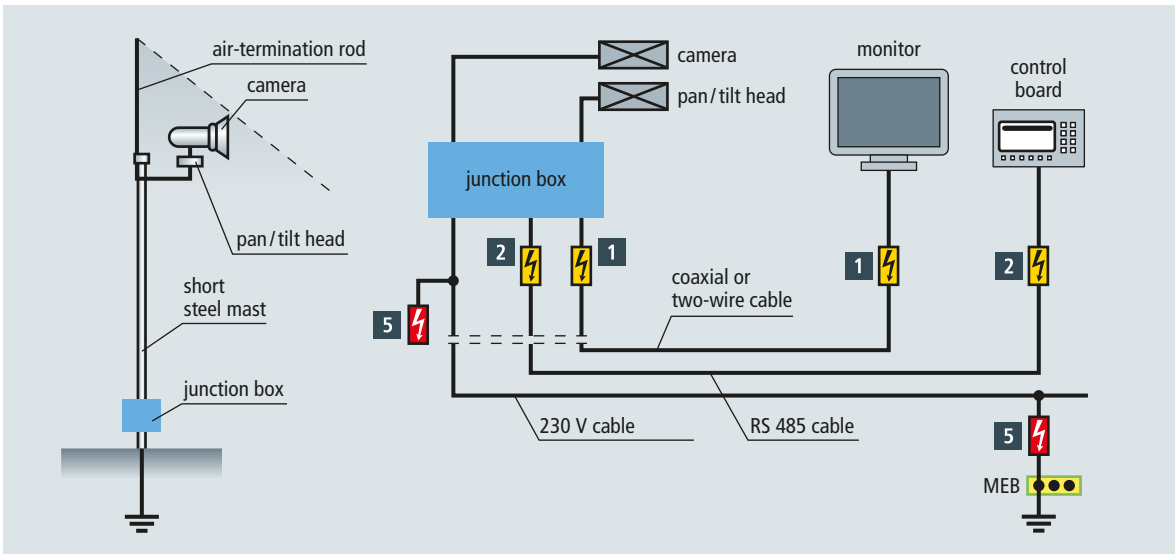 air-termination rod
camera
pan / tilt head
short
steel mast
junction box
camera
pan / tilt head
junction box
monitor
control
board
2
1
1
2
coaxial or
two-wire cable
5
230 V cable
RS 485 cable
5
MEB